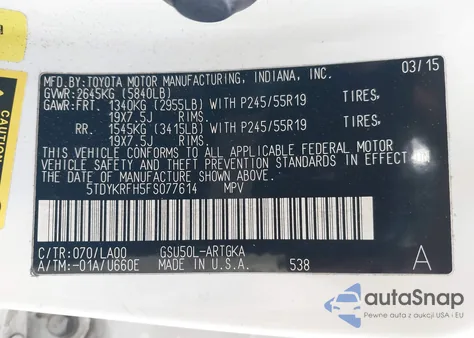 MFD.BY:TOYOTA MOTOR MANUFACTURING, INDIANA, INC.
03/15
GVWR:2645KG (5840LB)
GAWR:FRT. 1340KG (2955LB) WITH P245/55R19 TIRES,
19X7.5J RIMS.
RR. 1545KG (3415LB) WITH P245/55R19 TIRES,
19X7.5J RIMS.
THIS VEHICLE CONFORMS TO ALL APPLICABLE FEDERAL MOTOR
VEHICLE SAFETY AND THEFT PREVENTION STANDARDS IN EFFECT ON
THE DATE OF MANUFACTURE SHOWN ABOVE.
5TDYKRFH5FS077614 MPV
C/TR:070/LA00 GSU50L-ARTGKA
A/TM:-01A/U660E MADE IN U.S.A. 538 A
CAUTION
autoSnap
Pewne auta z dostawą z USA i EU